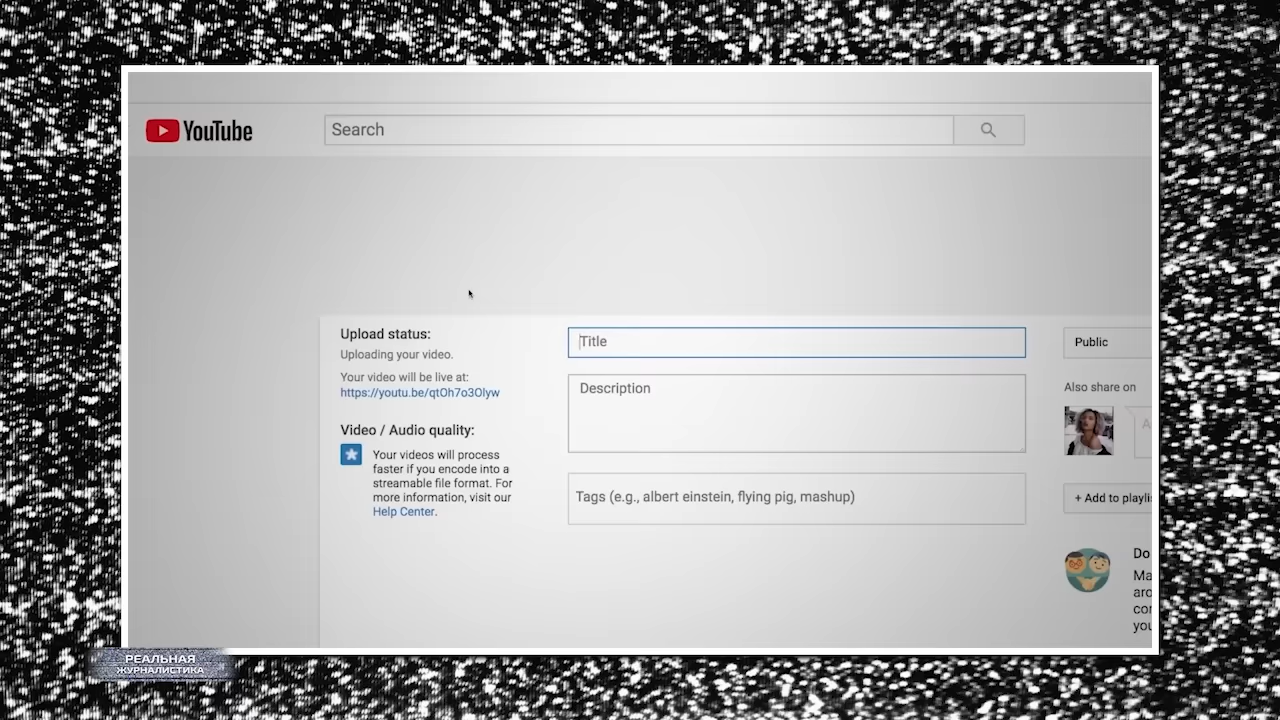 YouTube
Search
Upload status:
Uploading your video.
Your video will be live at:
https://youtu.be/qtOh7o3Olyw
Video / Audio quality:
Your videos will process
faster if you encode into a
streamable file format. For
more information, visit our
Help Center.
Title
Description
Tags (e.g., albert einstein, flying pig, mashup)
Public
Also share on
A
+ Add to playli
Do
Ma
aro
con
you
РЕАЛЬНАЯ
ЖУРНАЛИСТИКА